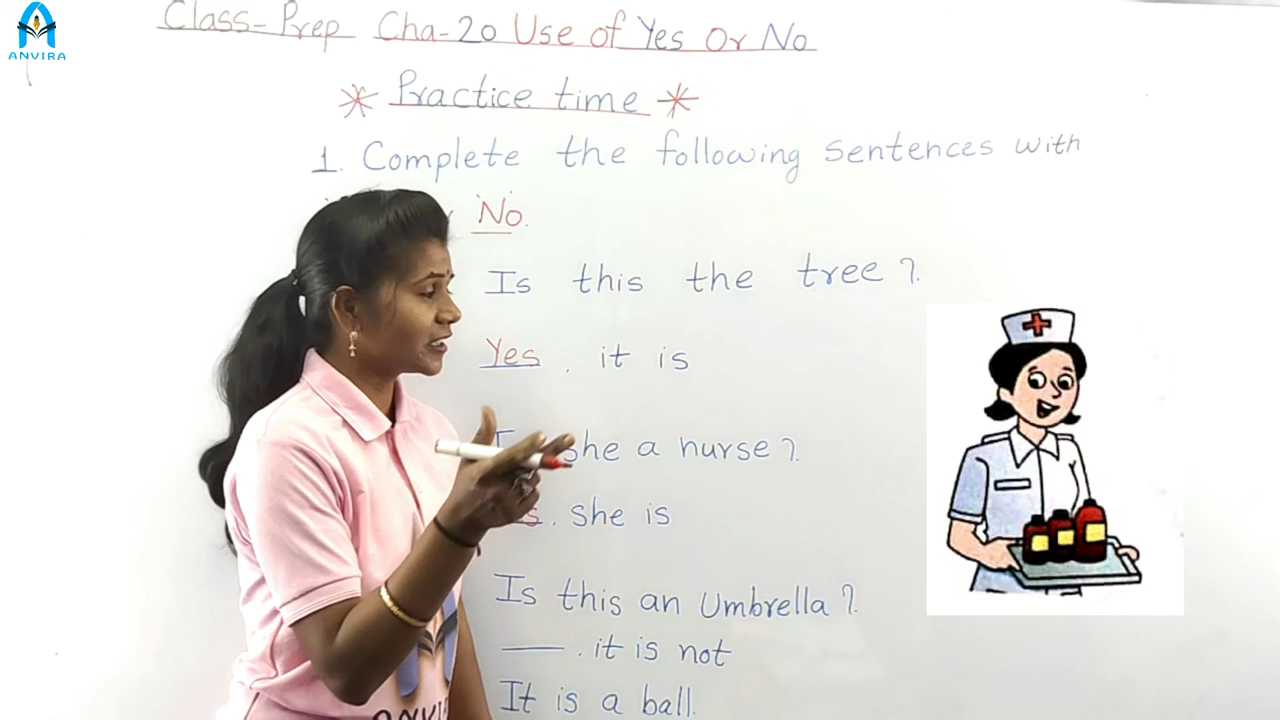 ANVIRA
Class-Prep Cha-20 Use of Yes Or No
* Practice time *
1. Complete the following sentences with
No.
Is this the tree ?.
Yes . it is
she a nurse ?.
. she is
Is this an Umbrella ?.
____ . it is not
It is a ball.
ANVIRA